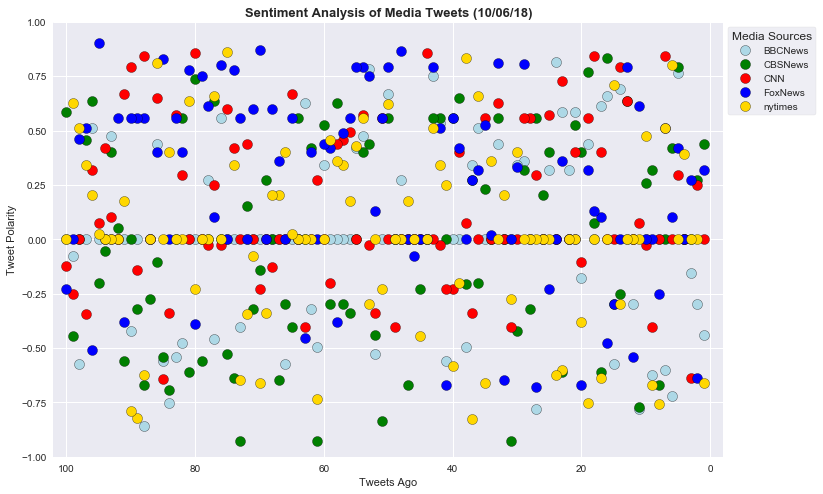 Sentiment Analysis of Media Tweets (10/06/18)
Media Sources
BBCNews
CBSNews
CNN
FoxNews
nytimes
Tweet Polarity
1.00
0.75
0.50
0.25
0.00
−0.25
−0.50
−0.75
−1.00
100 80 60 40 20 0
Tweets Ago